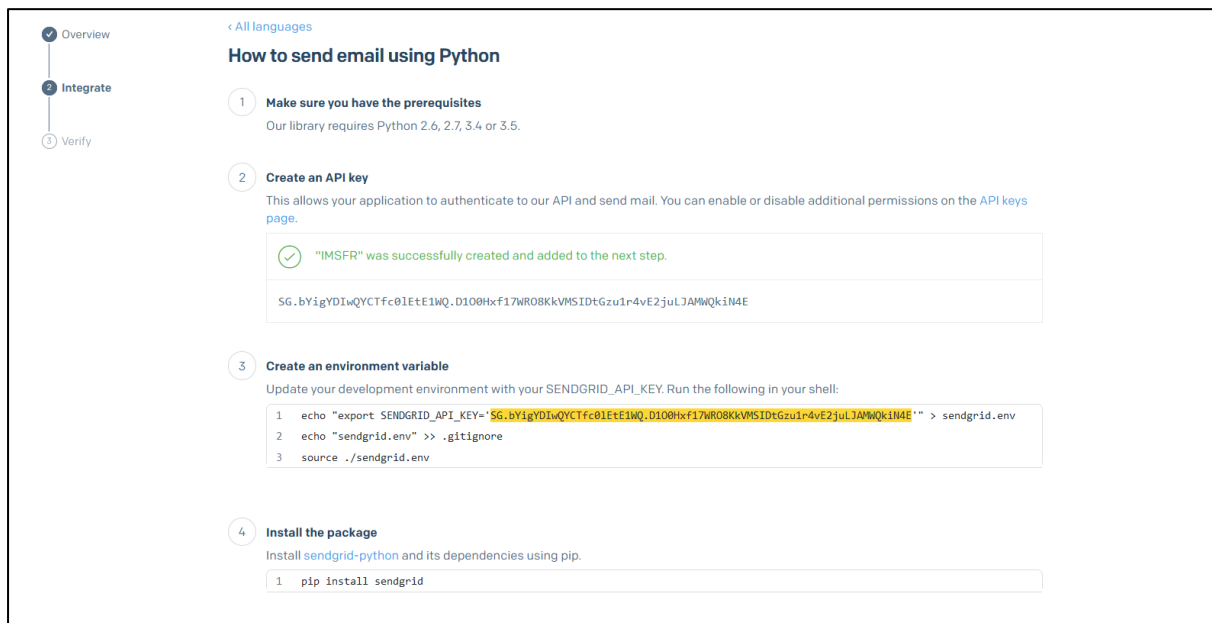 Overview
2 Integrate
3 Verify
‹ All languages
How to send email using Python
1 Make sure you have the prerequisites
Our library requires Python 2.6, 2.7, 3.4 or 3.5.
2 Create an API key
This allows your application to authenticate to our API and send mail. You can enable or disable additional permissions on the API keys
page.
"IMSFR" was successfully created and added to the next step.
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
3 Create an environment variable
Update your development environment with your SENDGRID_API_KEY. Run the following in your shell:
1 echo "export SENDGRID_API_KEY='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'" > sendgrid.env
2 echo "sendgrid.env" >> .gitignore
3 source ./sendgrid.env
4 Install the package
Install sendgrid-python and its dependencies using pip.
1 pip install sendgrid